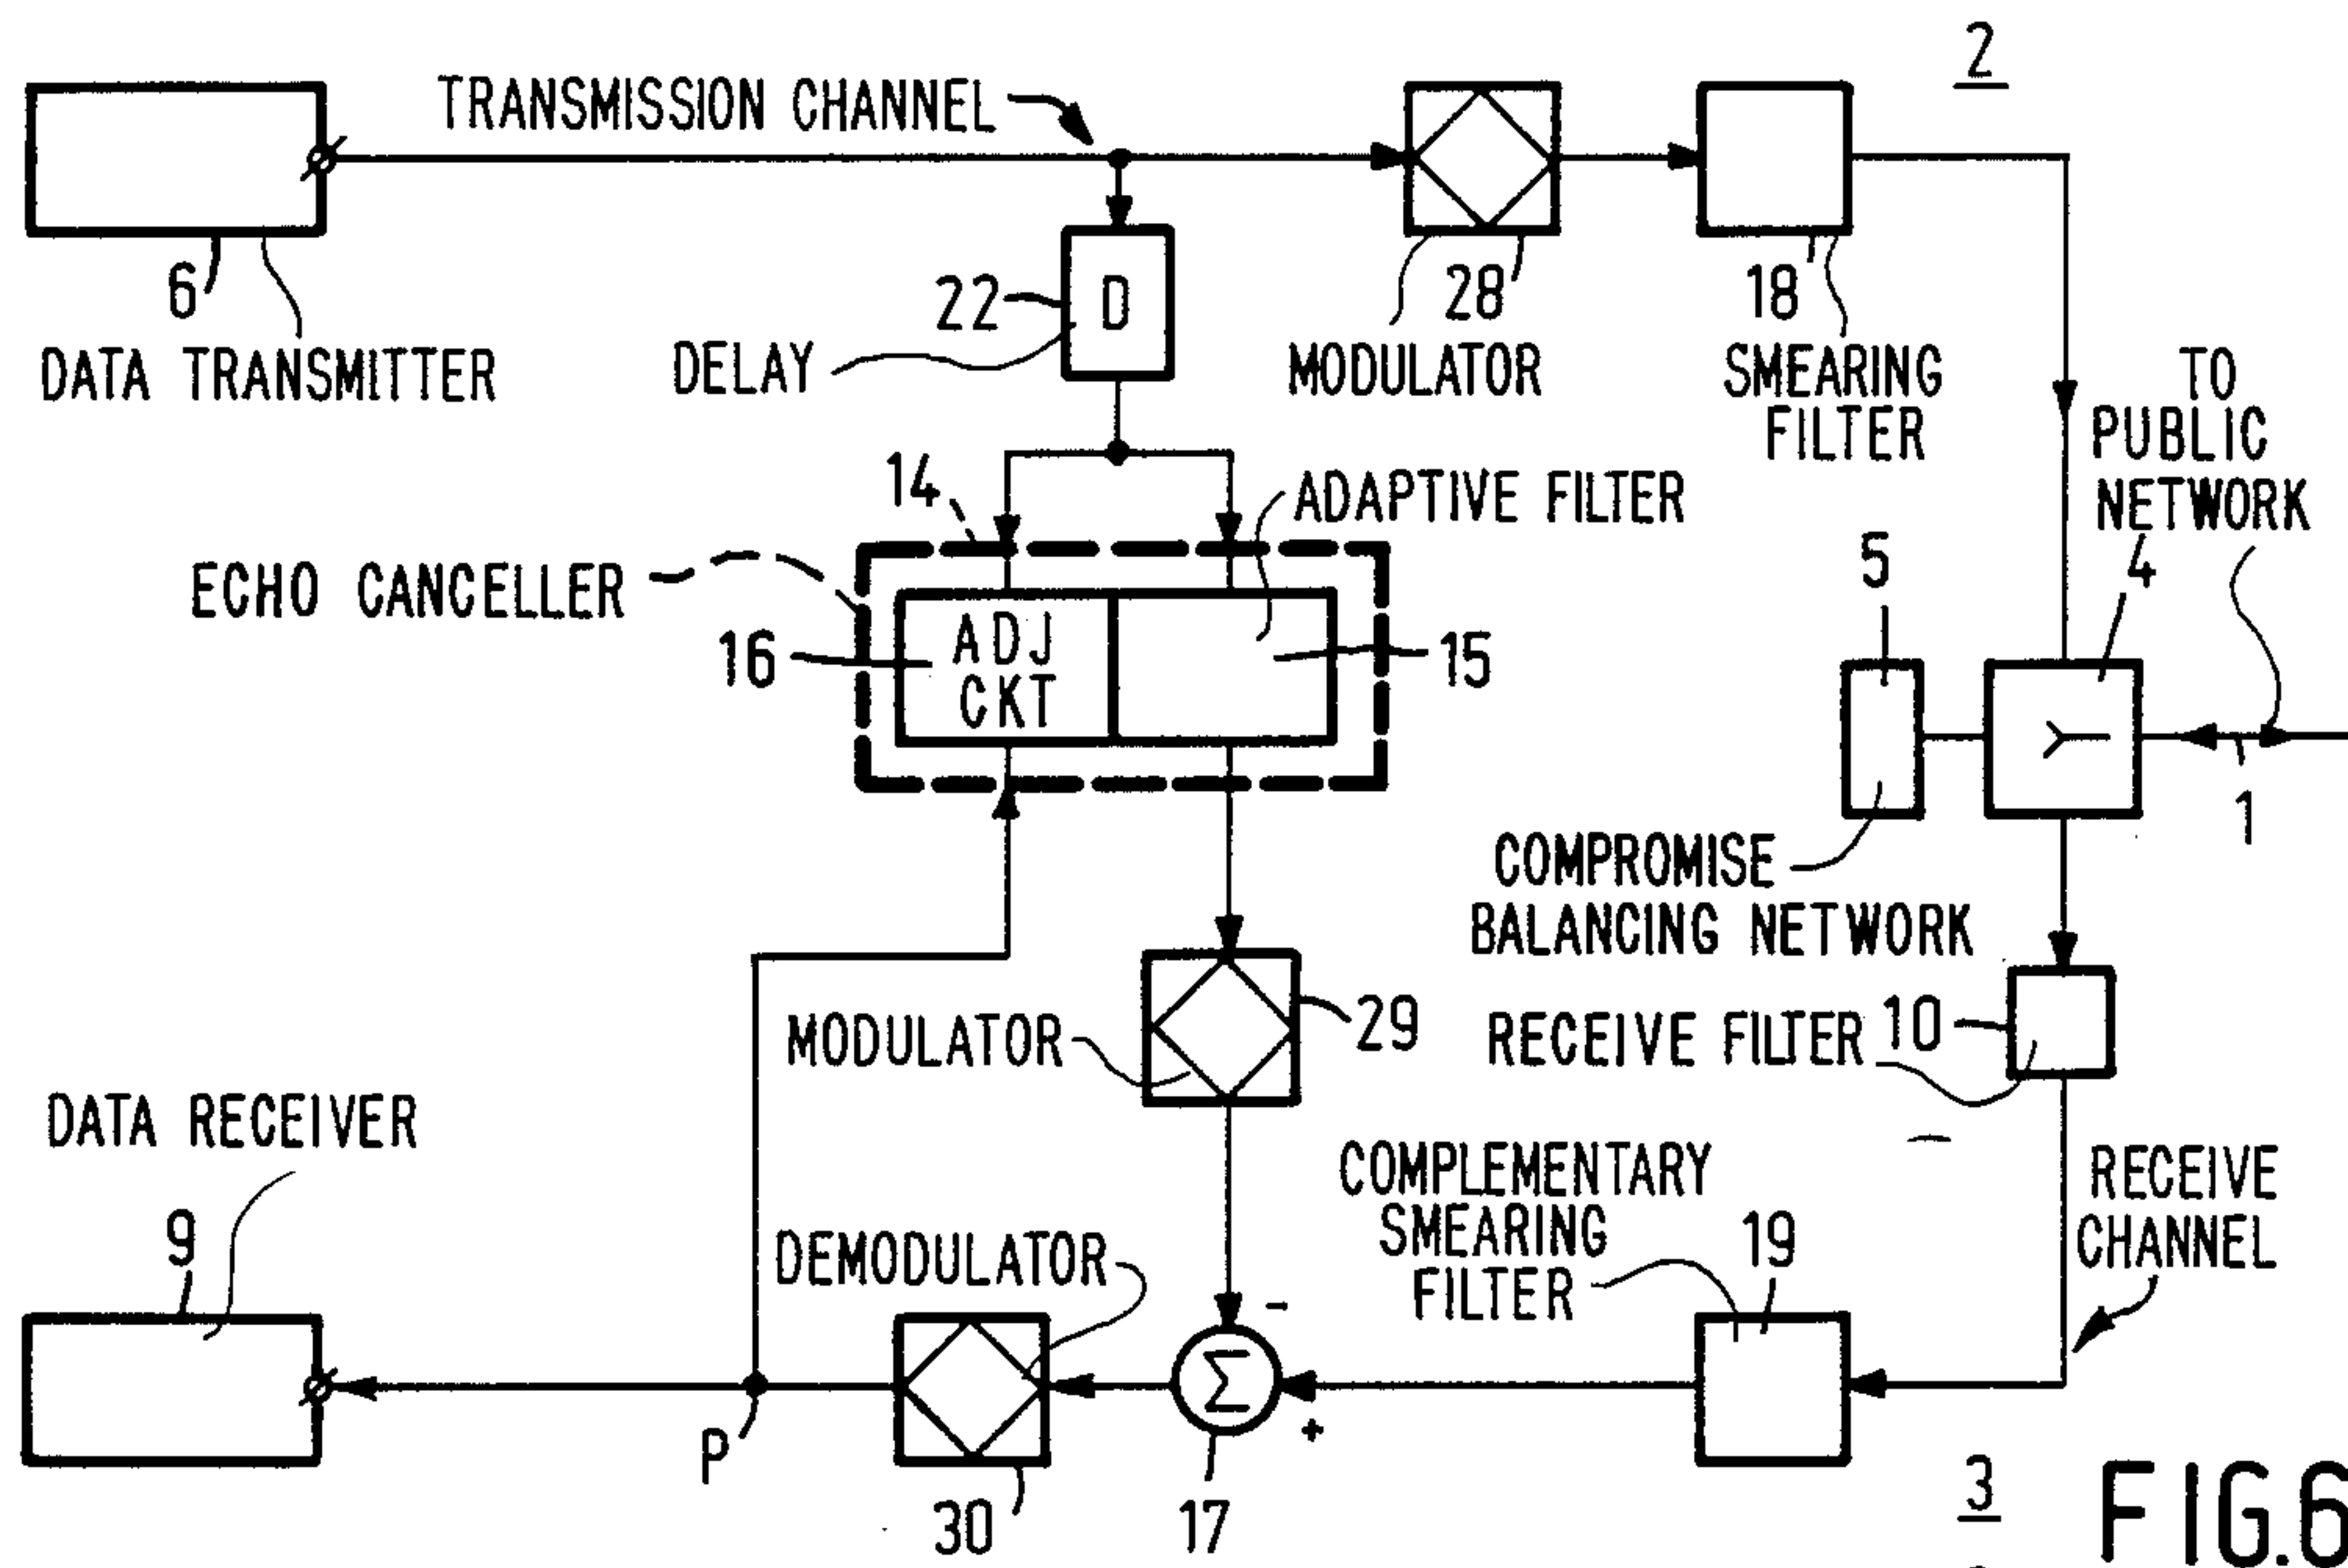 2
TRANSMISSION CHANNEL
6
DATA TRANSMITTER
22
D
DELAY
28
MODULATOR
18
SMEARING
FILTER
TO
PUBLIC
NETWORK
14
ADAPTIVE FILTER
ECHO CANCELLER
16
ADJ
CKT
15
5
4
1
COMPROMISE
BALANCING NETWORK
MODULATOR
29
RECEIVE FILTER
10
DATA RECEIVER
9
DEMODULATOR
COMPLEMENTARY
SMEARING
FILTER
19
RECEIVE
CHANNEL
-
Σ
+
P
30
17
3
FIG.6